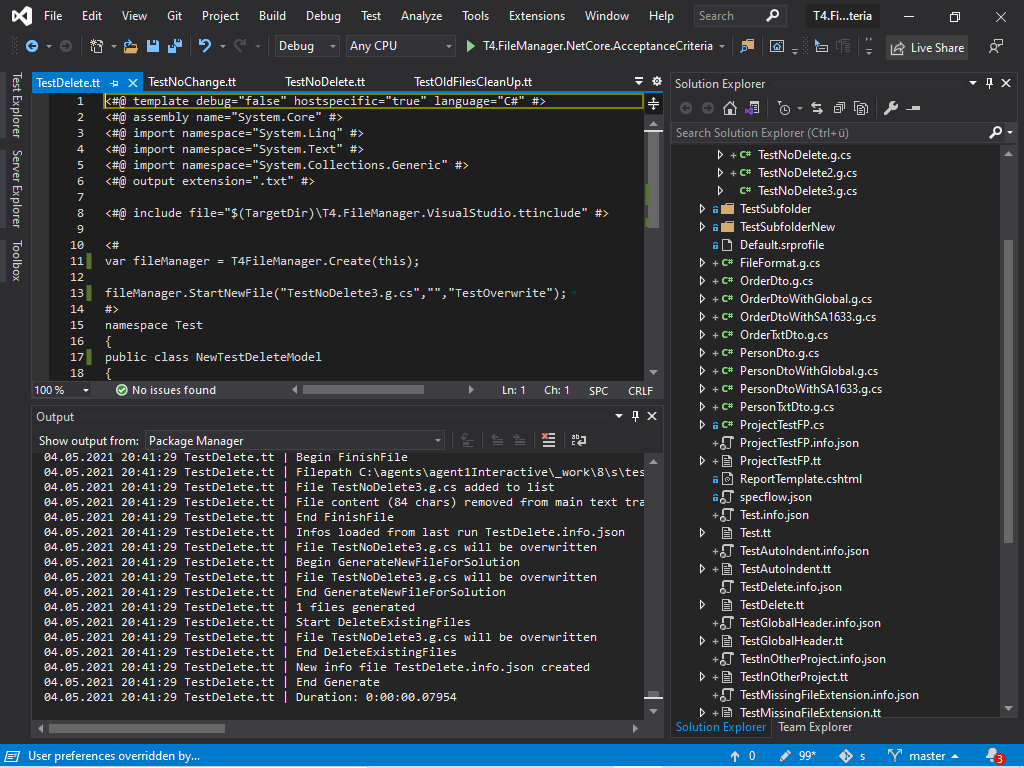 File Edit View Git Project Build Debug Test Analyze Tools Extensions Window Help Search T4.Fi...teria
Debug Any CPU T4.FileManager.NetCore.AcceptanceCriteria Live Share
Test Explorer
Server Explorer
Toolbox
TestDelete.tt TestNoChange.tt TestNoDelete.tt TestOldFilesCleanUp.tt
1 <#@ template debug="false" hostspecific="true" language="C#" #>
2 <#@ assembly name="System.Core" #>
3 <#@ import namespace="System.Linq" #>
4 <#@ import namespace="System.Text" #>
5 <#@ import namespace="System.Collections.Generic" #>
6 <#@ output extension=".txt" #>
7
8 <#@ include file="$(TargetDir)\T4.FileManager.VisualStudio.ttinclude" #>
9
10 <#
11 var fileManager = T4FileManager.Create(this);
12
13 fileManager.StartNewFile("TestNoDelete3.g.cs","","TestOverwrite");
14 #>
15 namespace Test
16 {
17 public class NewTestDeleteModel
18 {
100 % No issues found Ln: 1 Ch: 1 SPC CRLF
Output
Show output from: Package Manager
04.05.2021 20:41:29 TestDelete.tt | Begin FinishFile
04.05.2021 20:41:29 TestDelete.tt | Filepath C:\agents\agent1Interactive\_work\8\s\tes
04.05.2021 20:41:29 TestDelete.tt | File TestNoDelete3.g.cs added to list
04.05.2021 20:41:29 TestDelete.tt | File content (84 chars) removed from main text tra
04.05.2021 20:41:29 TestDelete.tt | End FinishFile
04.05.2021 20:41:29 TestDelete.tt | Infos loaded from last run TestDelete.info.json
04.05.2021 20:41:29 TestDelete.tt | File TestNoDelete3.g.cs will be overwritten
04.05.2021 20:41:29 TestDelete.tt | Begin GenerateNewFileForSolution
04.05.2021 20:41:29 TestDelete.tt | File TestNoDelete3.g.cs will be overwritten
04.05.2021 20:41:29 TestDelete.tt | End GenerateNewFileForSolution
04.05.2021 20:41:29 TestDelete.tt | 1 files generated
04.05.2021 20:41:29 TestDelete.tt | Start DeleteExistingFiles
04.05.2021 20:41:29 TestDelete.tt | File TestNoDelete3.g.cs will be overwritten
04.05.2021 20:41:29 TestDelete.tt | End DeleteExistingFiles
04.05.2021 20:41:29 TestDelete.tt | New info file TestDelete.info.json created
04.05.2021 20:41:29 TestDelete.tt | End Generate
04.05.2021 20:41:29 TestDelete.tt | Duration: 0:00:00.07954
Solution Explorer
Search Solution Explorer (Ctrl+ü)
C# TestNoDelete.g.cs
C# TestNoDelete2.g.cs
C# TestNoDelete3.g.cs
TestSubfolder
TestSubfolderNew
Default.srprofile
C# FileFormat.g.cs
C# OrderDto.g.cs
C# OrderDtoWithGlobal.g.cs
C# OrderDtoWithSA1633.g.cs
C# OrderTxtDto.g.cs
C# PersonDto.g.cs
C# PersonDtoWithGlobal.g.cs
C# PersonDtoWithSA1633.g.cs
C# PersonTxtDto.g.cs
C# ProjectTestFP.cs
ProjectTestFP.info.json
ProjectTestFP.tt
ReportTemplate.cshtml
specflow.json
Test.info.json
Test.tt
TestAutoIndent.info.json
TestAutoIndent.tt
TestDelete.info.json
TestDelete.tt
TestGlobalHeader.info.json
TestGlobalHeader.tt
TestInOtherProject.info.json
TestInOtherProject.tt
TestMissingFileExtension.info.json
TestMissingFileExtension.tt
Solution Explorer Team Explorer
User preferences overridden by... 0 99* s master 3